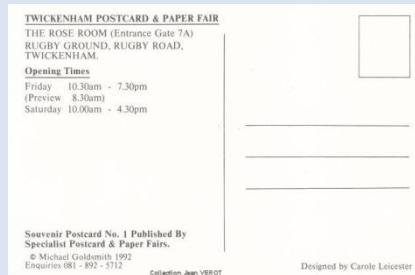 TWICKENHAM POSTCARD & PAPER FAIR
THE ROSE ROOM (Entrance Gate 7A)
RUGBY GROUND, RUGBY ROAD,
TWICKENHAM.
Opening Times
Friday 10.30am - 7.30pm
(Preview 8.30am)
Saturday 10.00am - 4.30pm
Souvenir Postcard No. 1 Published By
Specialist Postcard & Paper Fairs.
© Michael Goldsmith 1992
Enquiries 081 - 892 - 5712
Collection Jean VEROT
Designed by Carole Leicester